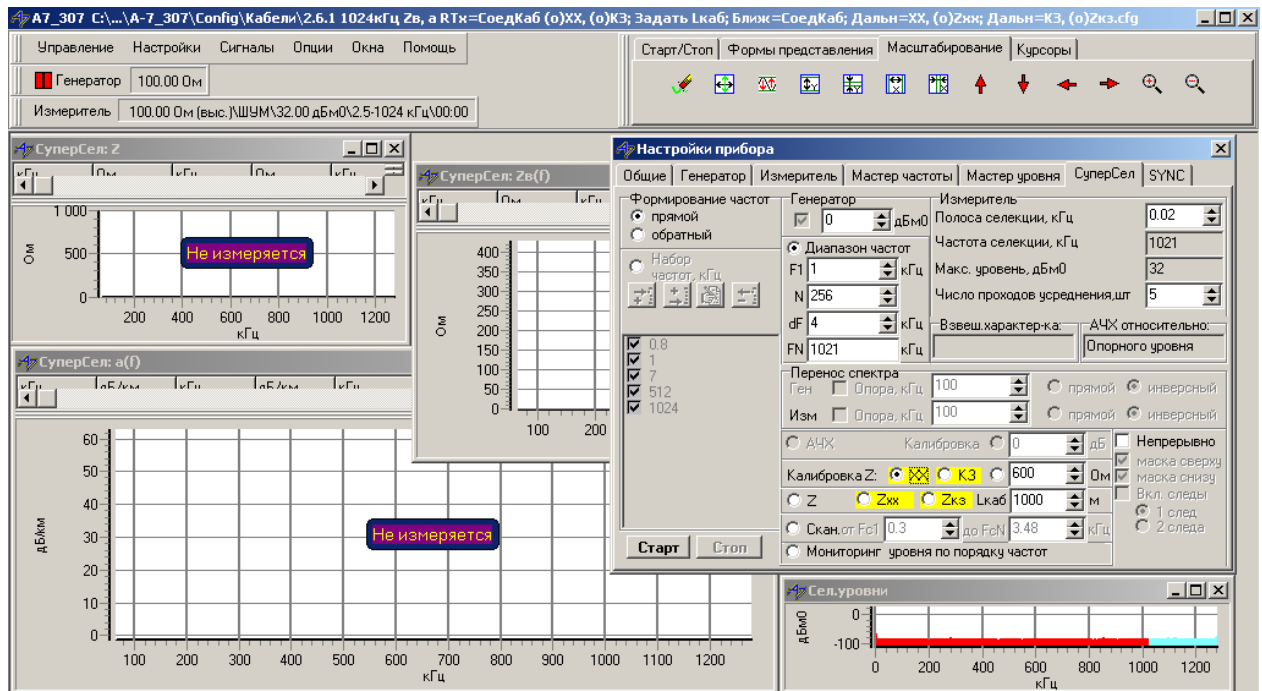 A7_307 C:\...\A-7_307\Config\Кабели\2.6.1 1024кГц Zв, a RTx=СоедКаб (o)ХХ, (o)КЗ; Задать Lкаб; Ближ=СоедКаб; Дальн=ХХ, (o)Zхх; Дальн=КЗ, (o)Zкз.cfg
Управление Настройки Сигналы Опции Окна Помощь
Старт/Стоп Формы представления Масштабирование Курсоры
Генератор 100.00 Ом
Измеритель 100.00 Ом (выс.)\ШУМ\32.00 дБм0\2.5-1024 кГц\00:00
СуперСел: Z
кГц Ом кГц Ом кГц
1 000
Ом
500
0
Не измеряется
200 400 600 800 1000 1200
кГц
СуперСел: Zв(f)
кГц Ом кГц
400
350
300
250
Ом
200
150
100
50
0
100 200
СуперСел: a(f)
кГц дБ/км кГц дБ/км кГц
60
50
40
дБ/км
30
20
10
0
Не измеряется
100 200 300 400 500 600 700 800 900 1000 1100 1200
кГц
Настройки прибора
Общие Генератор Измеритель Мастер частоты Мастер уровня СуперСел SYNC
Формирование частот
прямой
обратный
Набор
частот, кГц
0.8
1
7
512
1024
Старт Стоп
Генератор
0 дБм0
Диапазон частот
F1 1 кГц
N 256
dF 4 кГц
FN 1021 кГц
Измеритель
Полоса селекции, кГц 0.02
Частота селекции, кГц 1021
Макс. уровень, дБм0 32
Число проходов усреднения,шт 5
Взвеш.характер-ка: АЧХ относительно:
Опорного уровня
Перенос спектра
Ген Опора, кГц 100 прямой инверсный
Изм Опора, кГц 100 прямой инверсный
АЧХ Калибровка 0 дБ
Калибровка Z: ХХ КЗ 600 Ом
Z Zхх Zкз Lкаб 1000 м
Скан.от Fc1 0.3 до FcN 3.48 кГц
Мониторинг уровня по порядку частот
Непрерывно
маска сверху
маска снизу
Вкл. следы
1 след
2 следа
Сел.уровни
дБм0
0
-100
0 200 400 600 800 1000 1200
кГц